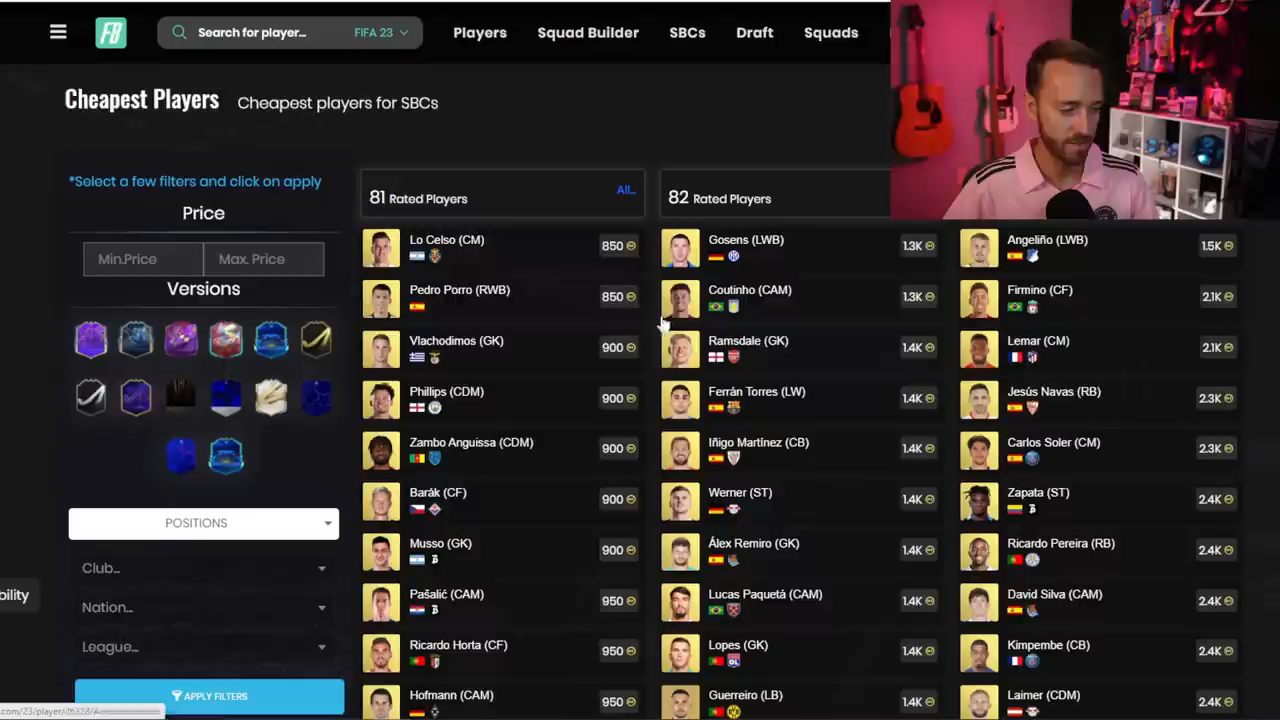 FB
Search for player...
FIFA 23
Players
Squad Builder
SBCs
Draft
Squads
Cheapest Players
Cheapest players for SBCs
*Select a few filters and click on apply
Price
Min.Price
Max. Price
Versions
POSITIONS
Club...
Nation...
League...
APPLY FILTERS
bility
81 Rated Players
All...
Lo Celso (CM)
850
Pedro Porro (RWB)
850
Vlachodimos (GK)
900
Phillips (CDM)
900
Zambo Anguissa (CDM)
900
Barák (CF)
900
Musso (GK)
900
Pašalić (CAM)
950
Ricardo Horta (CF)
950
Hofmann (CAM)
950
82 Rated Players
Gosens (LWB)
1.3K
Coutinho (CAM)
1.3K
Ramsdale (GK)
1.4K
Ferrán Torres (LW)
1.4K
Iñigo Martínez (CB)
1.4K
Werner (ST)
1.4K
Álex Remiro (GK)
1.4K
Lucas Paquetá (CAM)
1.4K
Lopes (GK)
1.4K
Guerreiro (LB)
1.4K
Angeliño (LWB)
1.5K
Firmino (CF)
2.1K
Lemar (CM)
2.1K
Jesús Navas (RB)
2.3K
Carlos Soler (CM)
2.3K
Zapata (ST)
2.4K
Ricardo Pereira (RB)
2.4K
David Silva (CAM)
2.4K
Kimpembe (CB)
2.4K
Laimer (CDM)
2.4K